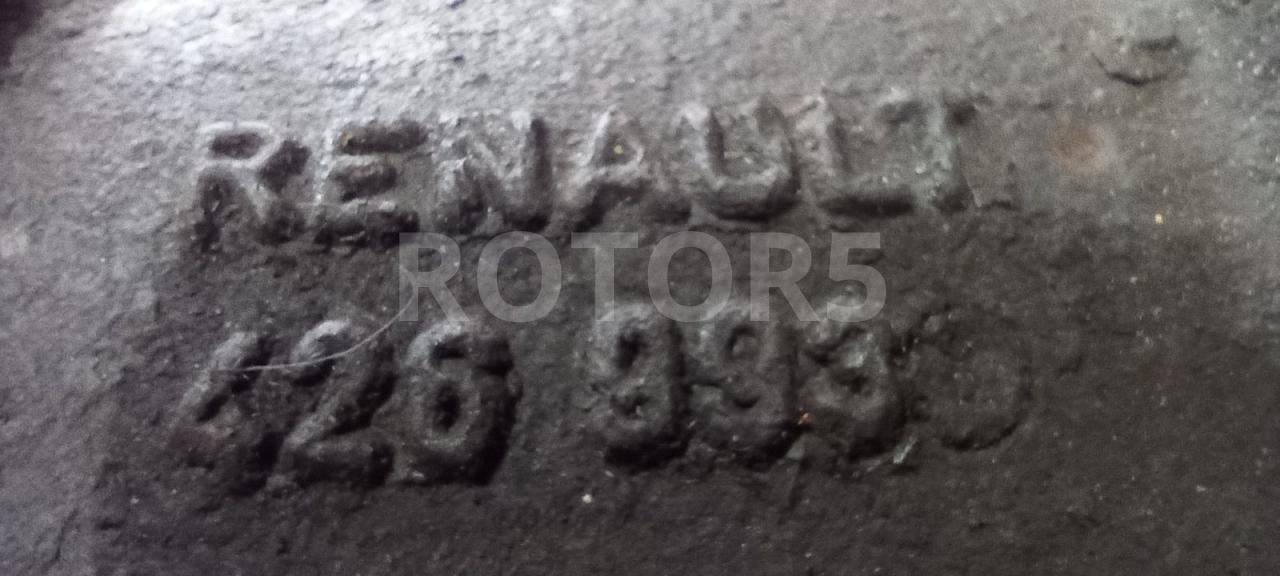 RENAULT
ROTOR5
426 993